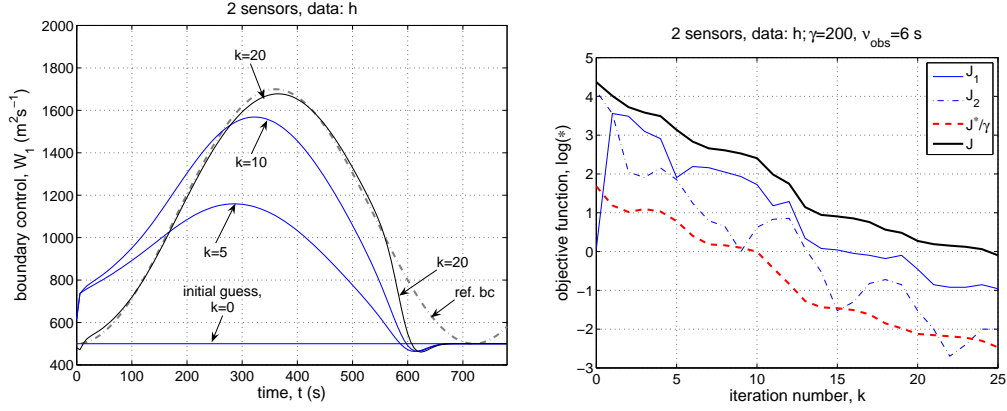 2 sensors, data: h
boundary control, W₁ (m²s⁻¹)
1800
1600
1400
1200
1000
800
600
400
k=20
k=10
k=5
initial guess,
k=0
k=20
ref. bc
0
100
200
300
400
500
600
700
time, t (s)
2 sensors, data: h; γ=200, ν_obs=6 s
objective function, log(*)
5
4
3
2
1
0
−1
−2
−3
J₁
J₂
J*/γ
J
0
5
10
15
20
25
iteration number, k